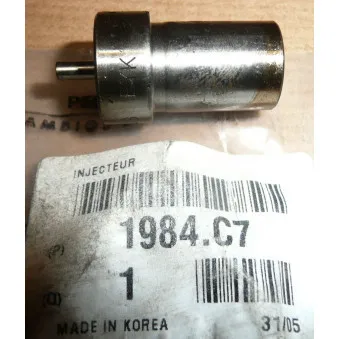 INJECTEUR
(P) 1984.C7
(Q) 1
MADE IN KOREA 31/05